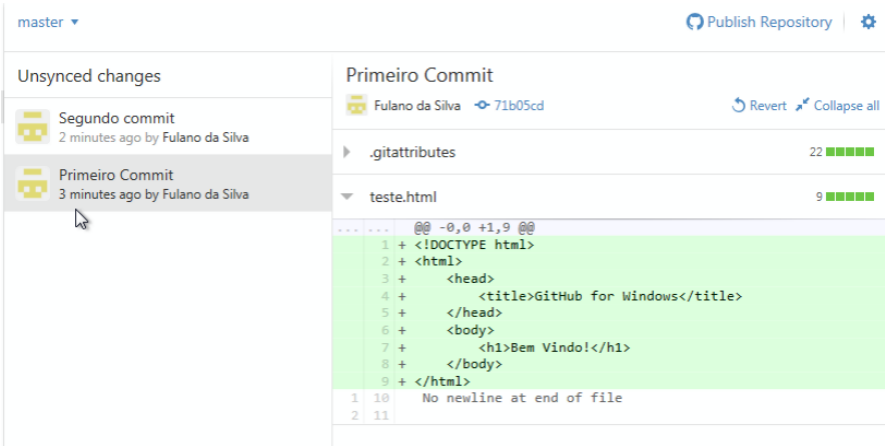 master
Publish Repository
Unsynced changes
Segundo commit
2 minutes ago by Fulano da Silva
Primeiro Commit
3 minutes ago by Fulano da Silva
Primeiro Commit
Fulano da Silva 71b05cd Revert Collapse all
.gitattributes 22
teste.html 9
... ... @@ -0,0 +1,9 @@
1 + <!DOCTYPE html>
2 + <html>
3 + <head>
4 + <title>GitHub for Windows</title>
5 + </head>
6 + <body>
7 + <h1>Bem Vindo!</h1>
8 + </body>
9 + </html>
1 10 No newline at end of file
2 11